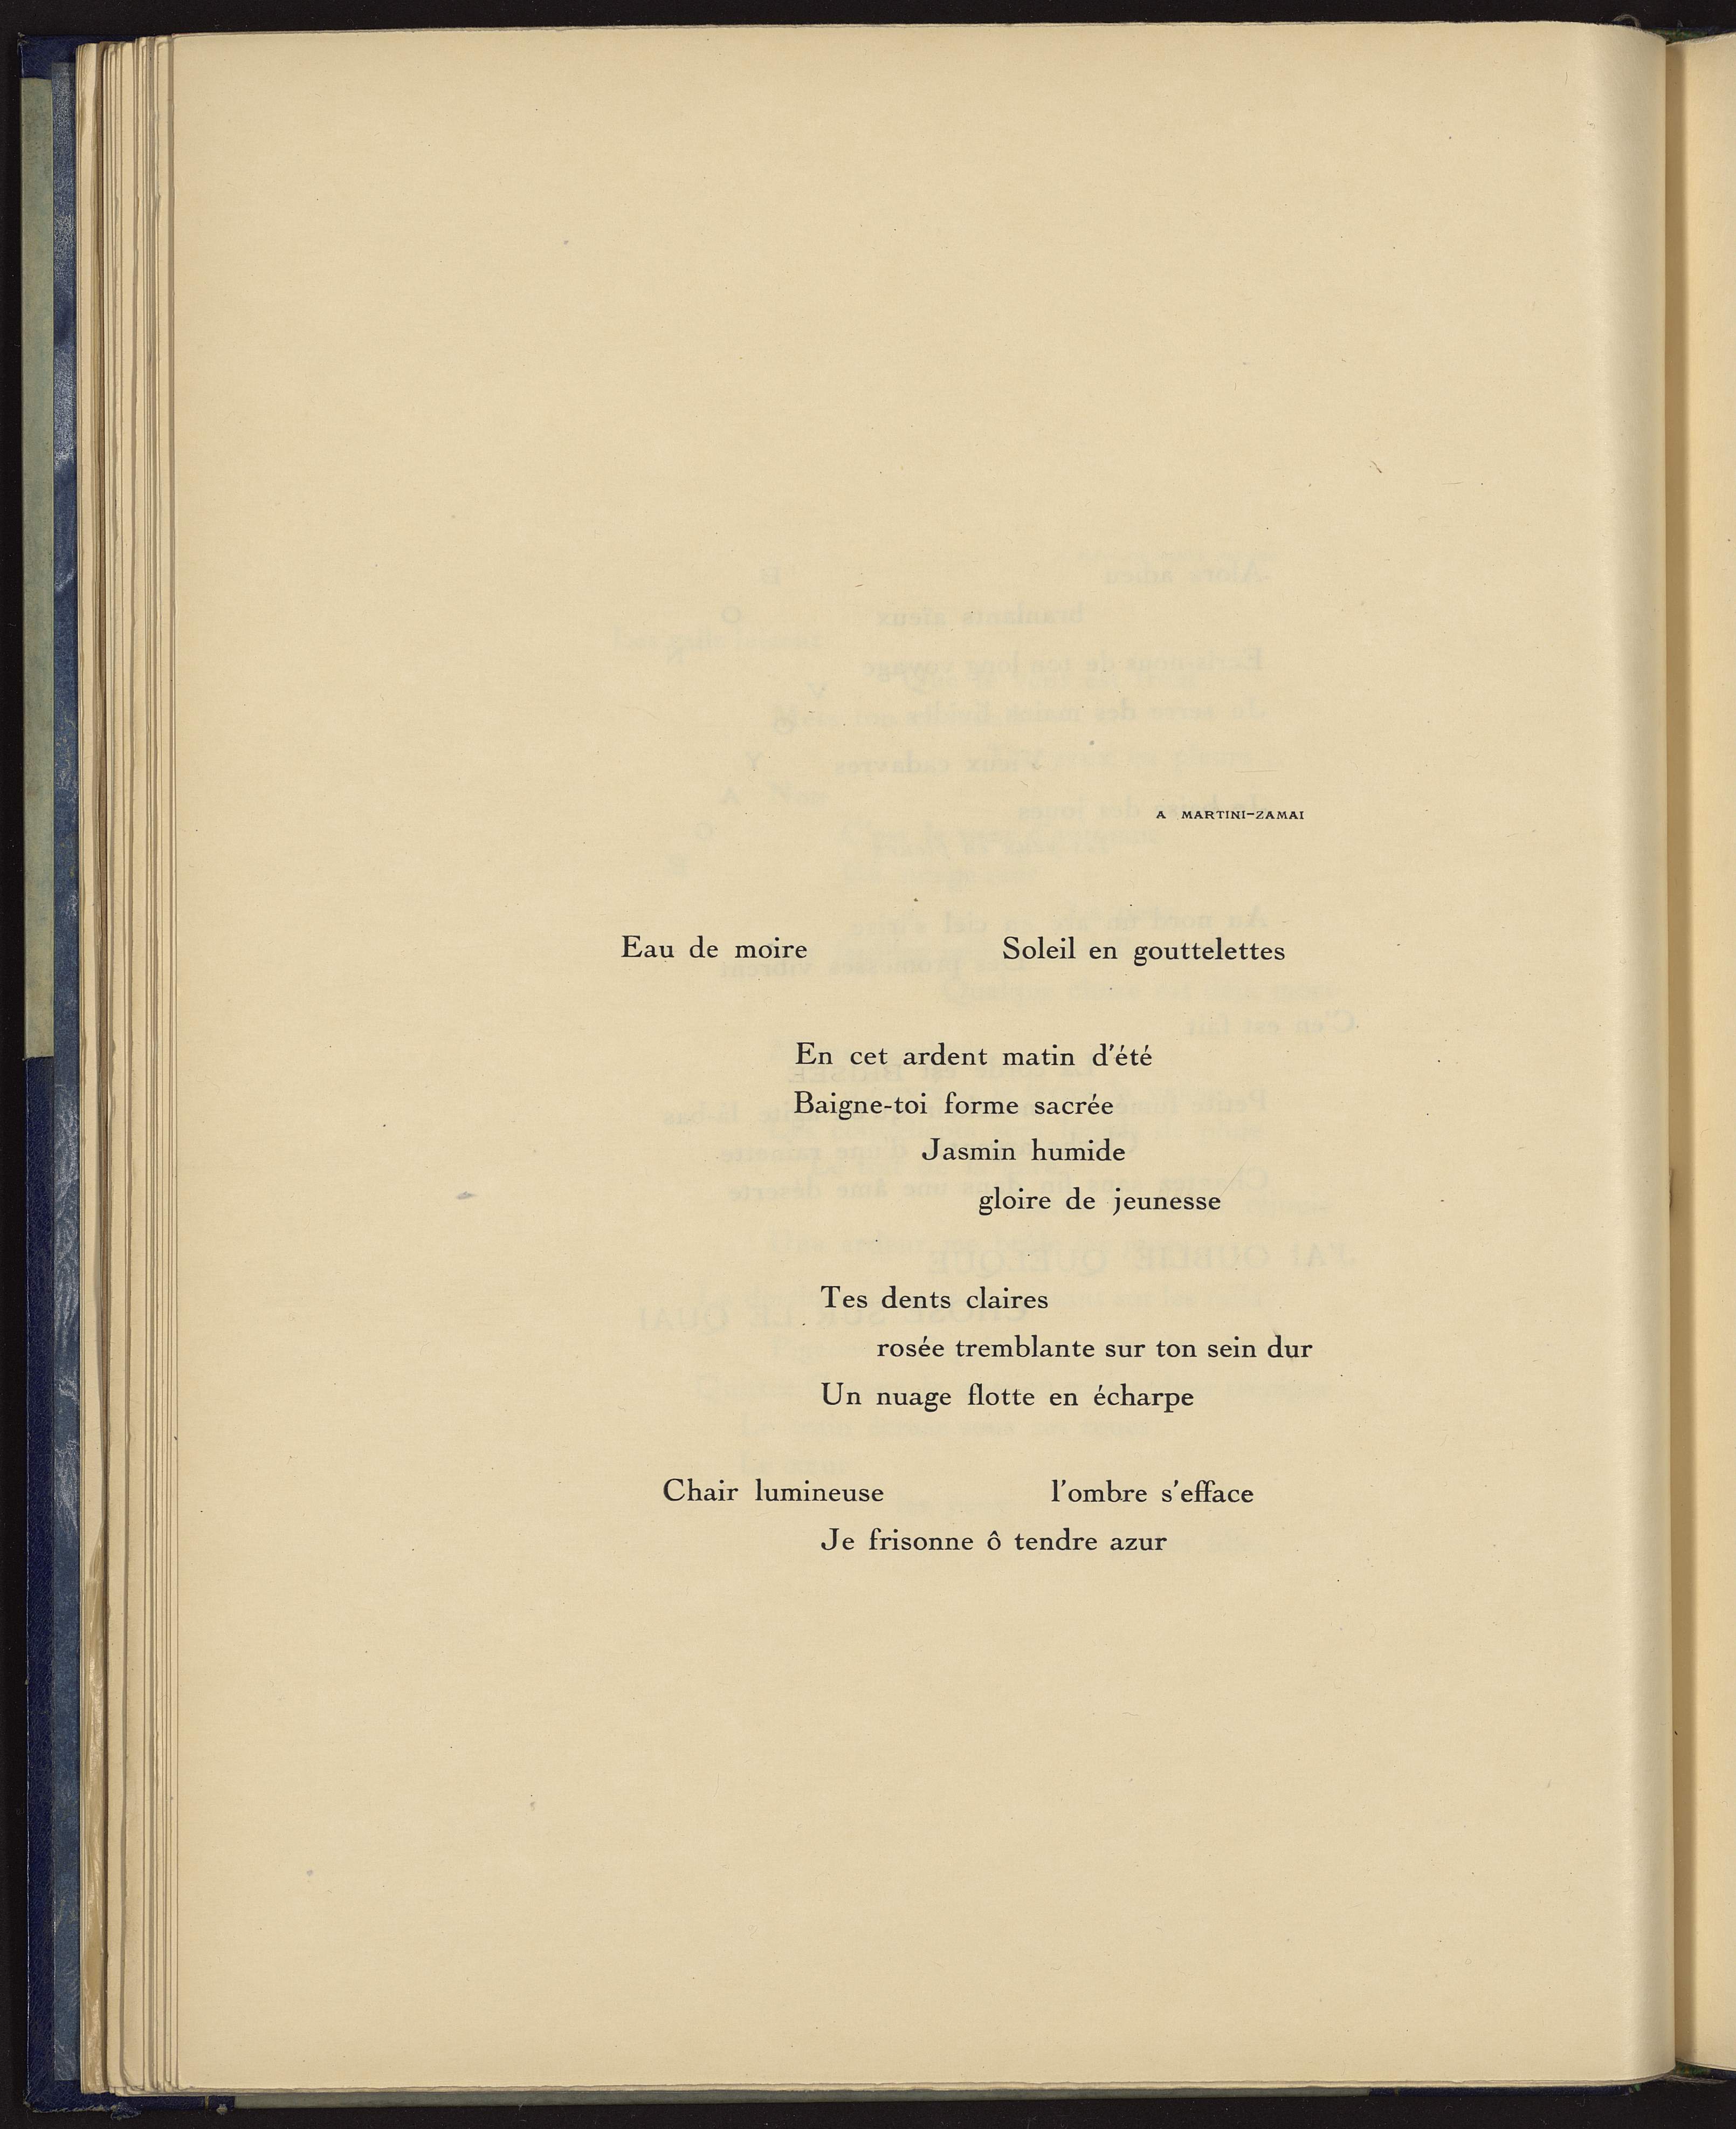 A MARTINI-ZAMAI
Eau de moire Soleil en gouttelettes
En cet ardent matin d'été
Baigne-toi forme sacrée
Jasmin humide
gloire de jeunesse
Tes dents claires
rosée tremblante sur ton sein dur
Un nuage flotte en écharpe
Chair lumineuse l'ombre s'efface
Je frisonne ô tendre azur